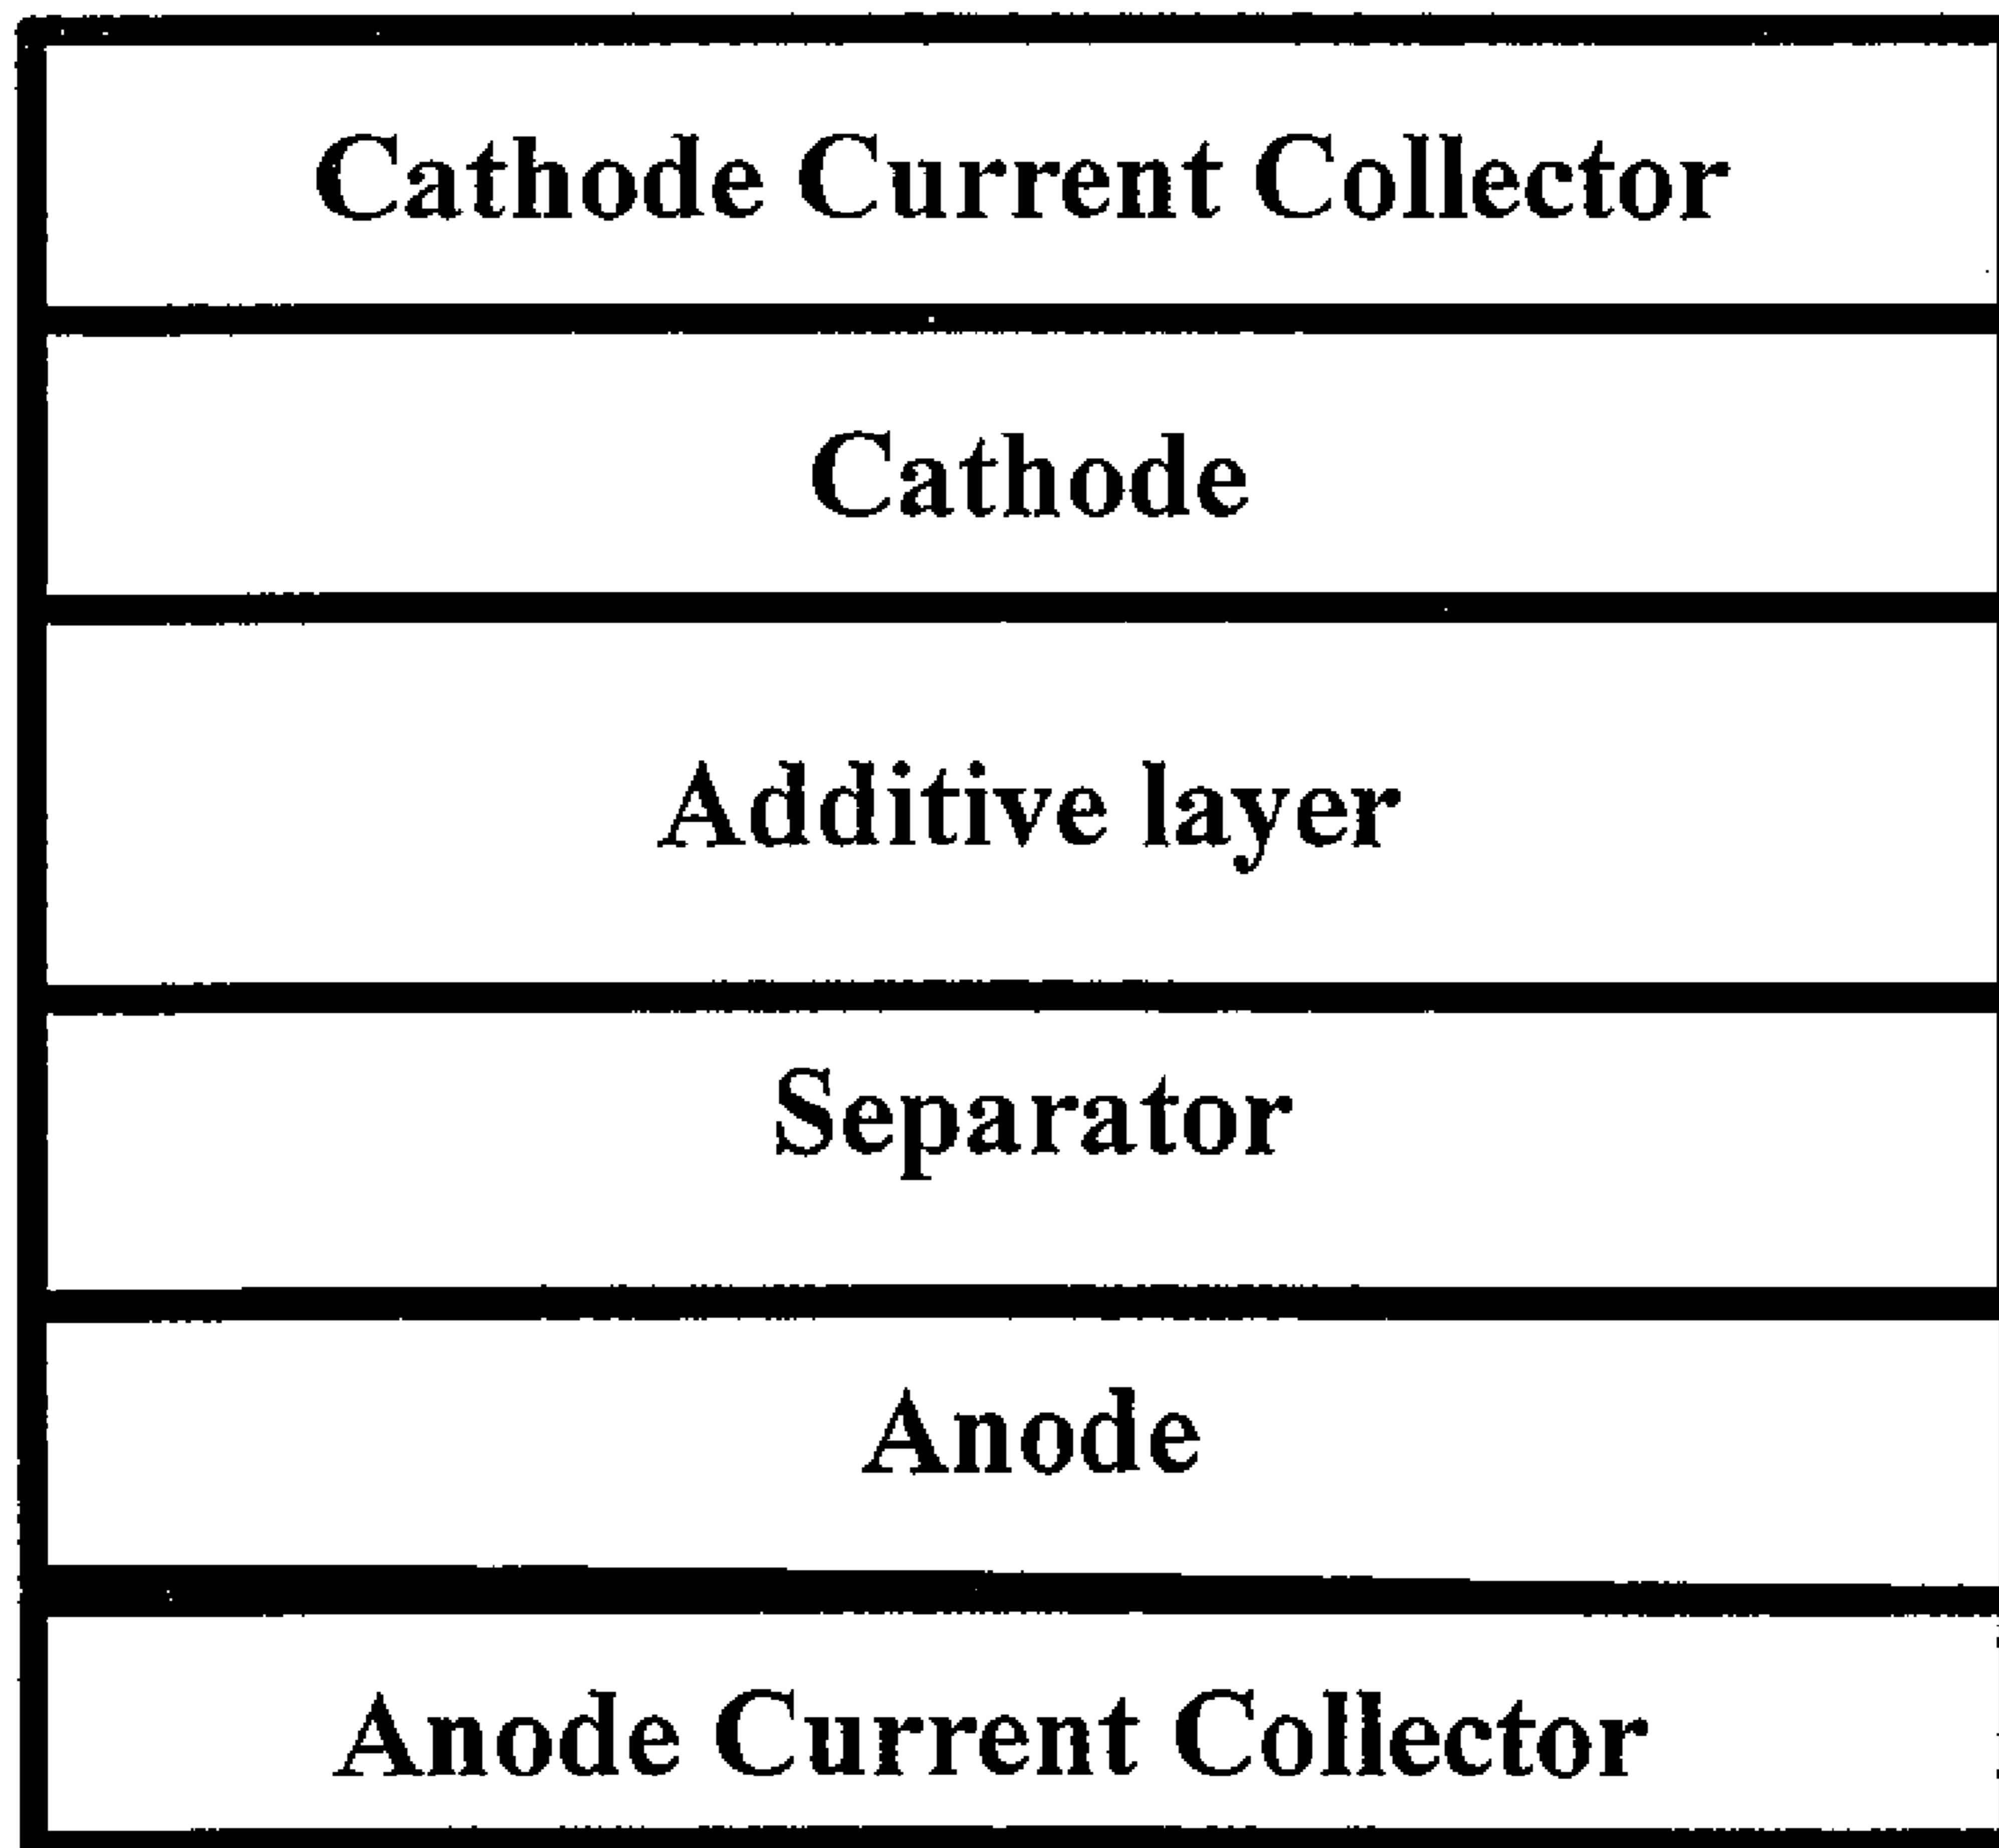 Cathode Current Collector
Cathode
Additive layer
Separator
Anode
Anode Current Collector